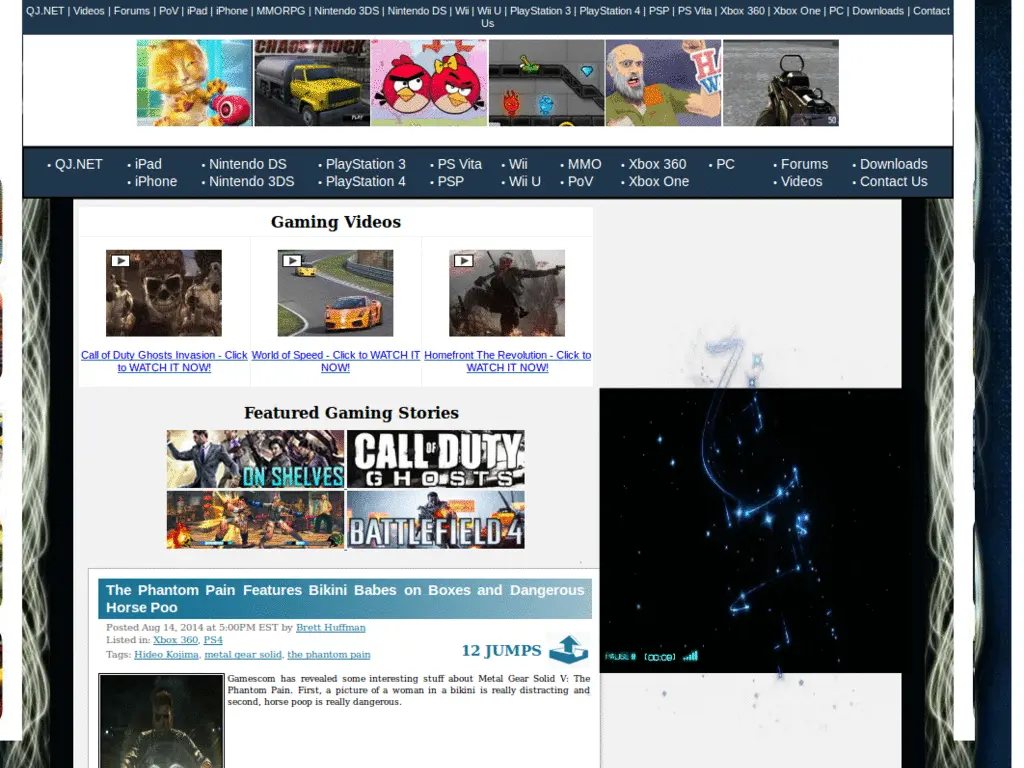 QJ.NET | Videos | Forums | PoV | iPad | iPhone | MMORPG | Nintendo 3DS | Nintendo DS | Wii | Wii U | PlayStation 3 | PlayStation 4 | PSP | PS Vita | Xbox 360 | Xbox One | PC | Downloads | Contact
Us
CHAOS TRUCK
PLAY
50
• QJ.NET • iPad • Nintendo DS • PlayStation 3 • PS Vita • Wii • MMO • Xbox 360 • PC • Forums • Downloads
• iPhone • Nintendo 3DS • PlayStation 4 • PSP • Wii U • PoV • Xbox One • Videos • Contact Us
Gaming Videos
Call of Duty Ghosts Invasion - Click
to WATCH IT NOW!
World of Speed - Click to WATCH IT
NOW!
Homefront The Revolution - Click to
WATCH IT NOW!
Featured Gaming Stories
ON SHELVES
CALL OF DUTY
GHOSTS
BATTLEFIELD 4
The Phantom Pain Features Bikini Babes on Boxes and Dangerous
Horse Poo
Posted Aug 14, 2014 at 5:00PM EST by Brett Huffman
Listed in: Xbox 360, PS4
Tags: Hideo Kojima, metal gear solid, the phantom pain
12 JUMPS
PAUSE II [00:09]
Gamescom has revealed some interesting stuff about Metal Gear Solid V: The
Phantom Pain. First, a picture of a woman in a bikini is really distracting and
second, horse poop is really dangerous.